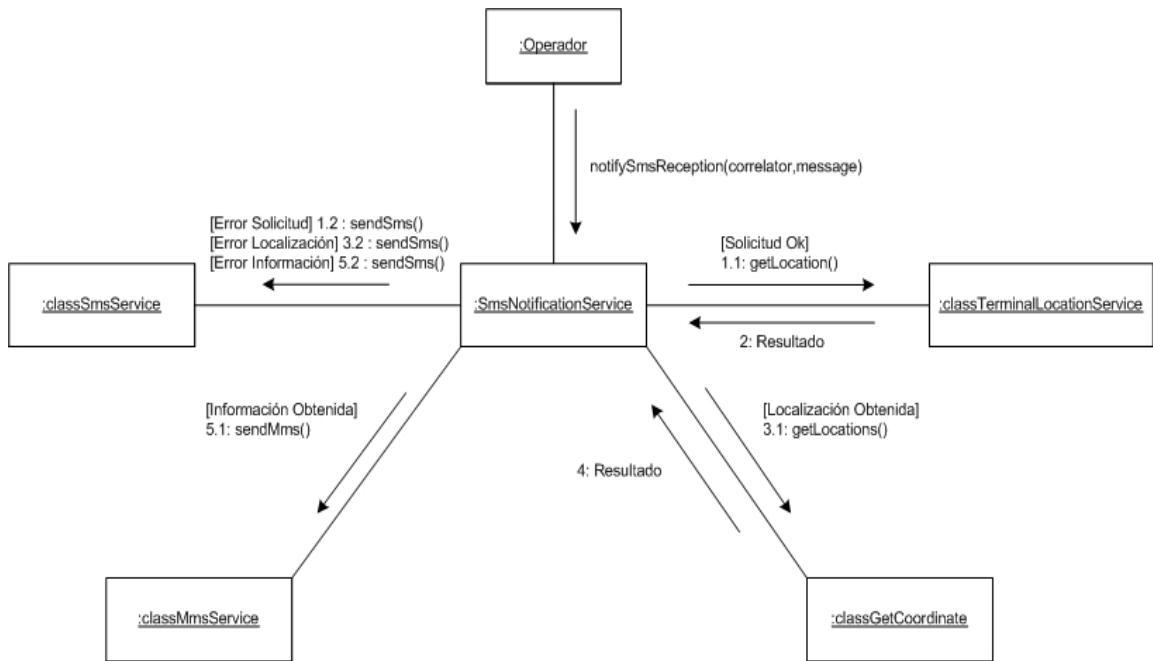 :Operador
notifySmsReception(correlator,message)
[Error Solicitud] 1.2 : sendSms()
[Error Localización] 3.2 : sendSms()
[Error Información] 5.2 : sendSms()
[Solicitud Ok]
1.1: getLocation()
:classSmsService
:SmsNotificationService
:classTerminalLocationService
2: Resultado
[Información Obtenida]
5.1: sendMms()
[Localización Obtenida]
3.1: getLocations()
4: Resultado
:classMmsService
:classGetCoordinate